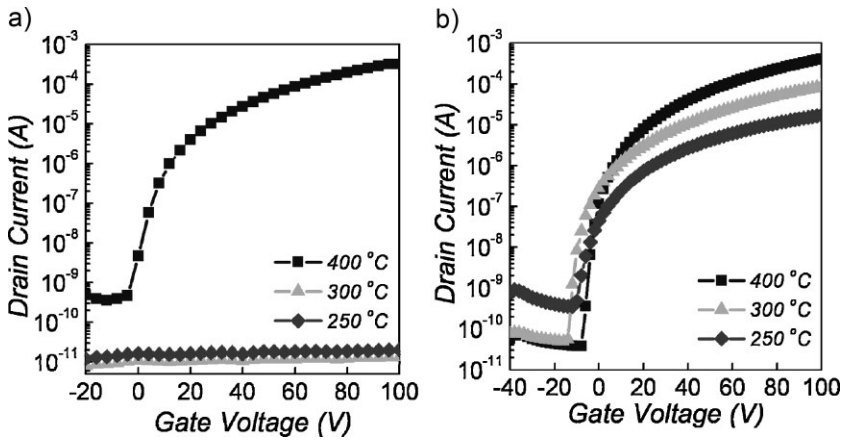 a)
Drain Current (A)
10⁻³
10⁻⁴
10⁻⁵
10⁻⁶
10⁻⁷
10⁻⁸
10⁻⁹
10⁻¹⁰
10⁻¹¹
400 °C
300 °C
250 °C
-20 0 20 40 60 80 100
Gate Voltage (V)
b)
Drain Current (A)
10⁻³
10⁻⁴
10⁻⁵
10⁻⁶
10⁻⁷
10⁻⁸
10⁻⁹
10⁻¹⁰
10⁻¹¹
400 °C
300 °C
250 °C
-40 -20 0 20 40 60 80 100
Gate Voltage (V)